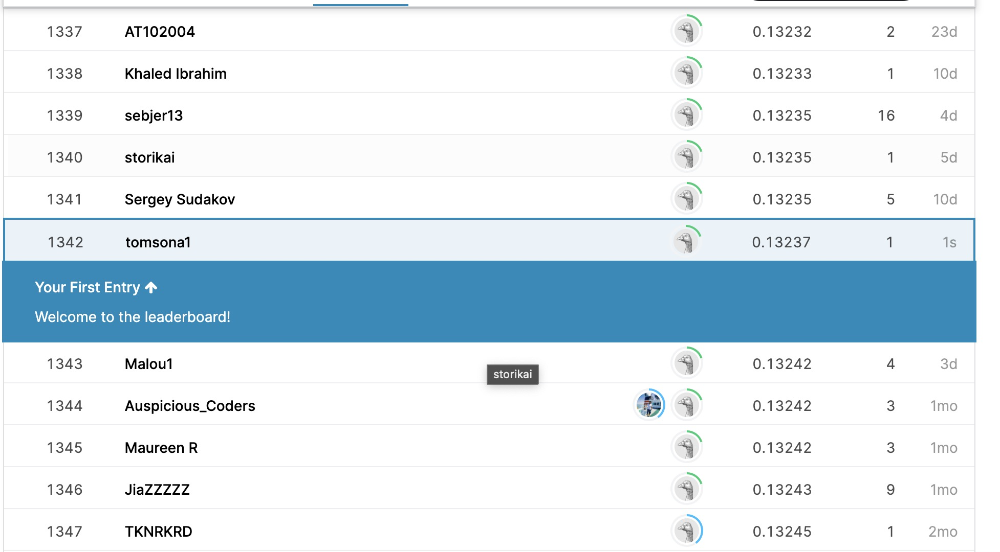 1337 AT102004 0.13232 2 23d
1338 Khaled Ibrahim 0.13233 1 10d
1339 sebjer13 0.13235 16 4d
1340 storikai 0.13235 1 5d
1341 Sergey Sudakov 0.13235 5 10d
1342 tomsona1 0.13237 1 1s
Your First Entry
Welcome to the leaderboard!
1343 Malou1 0.13242 4 3d
storikai
1344 Auspicious_Coders 0.13242 3 1mo
1345 Maureen R 0.13242 3 1mo
1346 JiaZZZZZ 0.13243 9 1mo
1347 TKNRKRD 0.13245 1 2mo